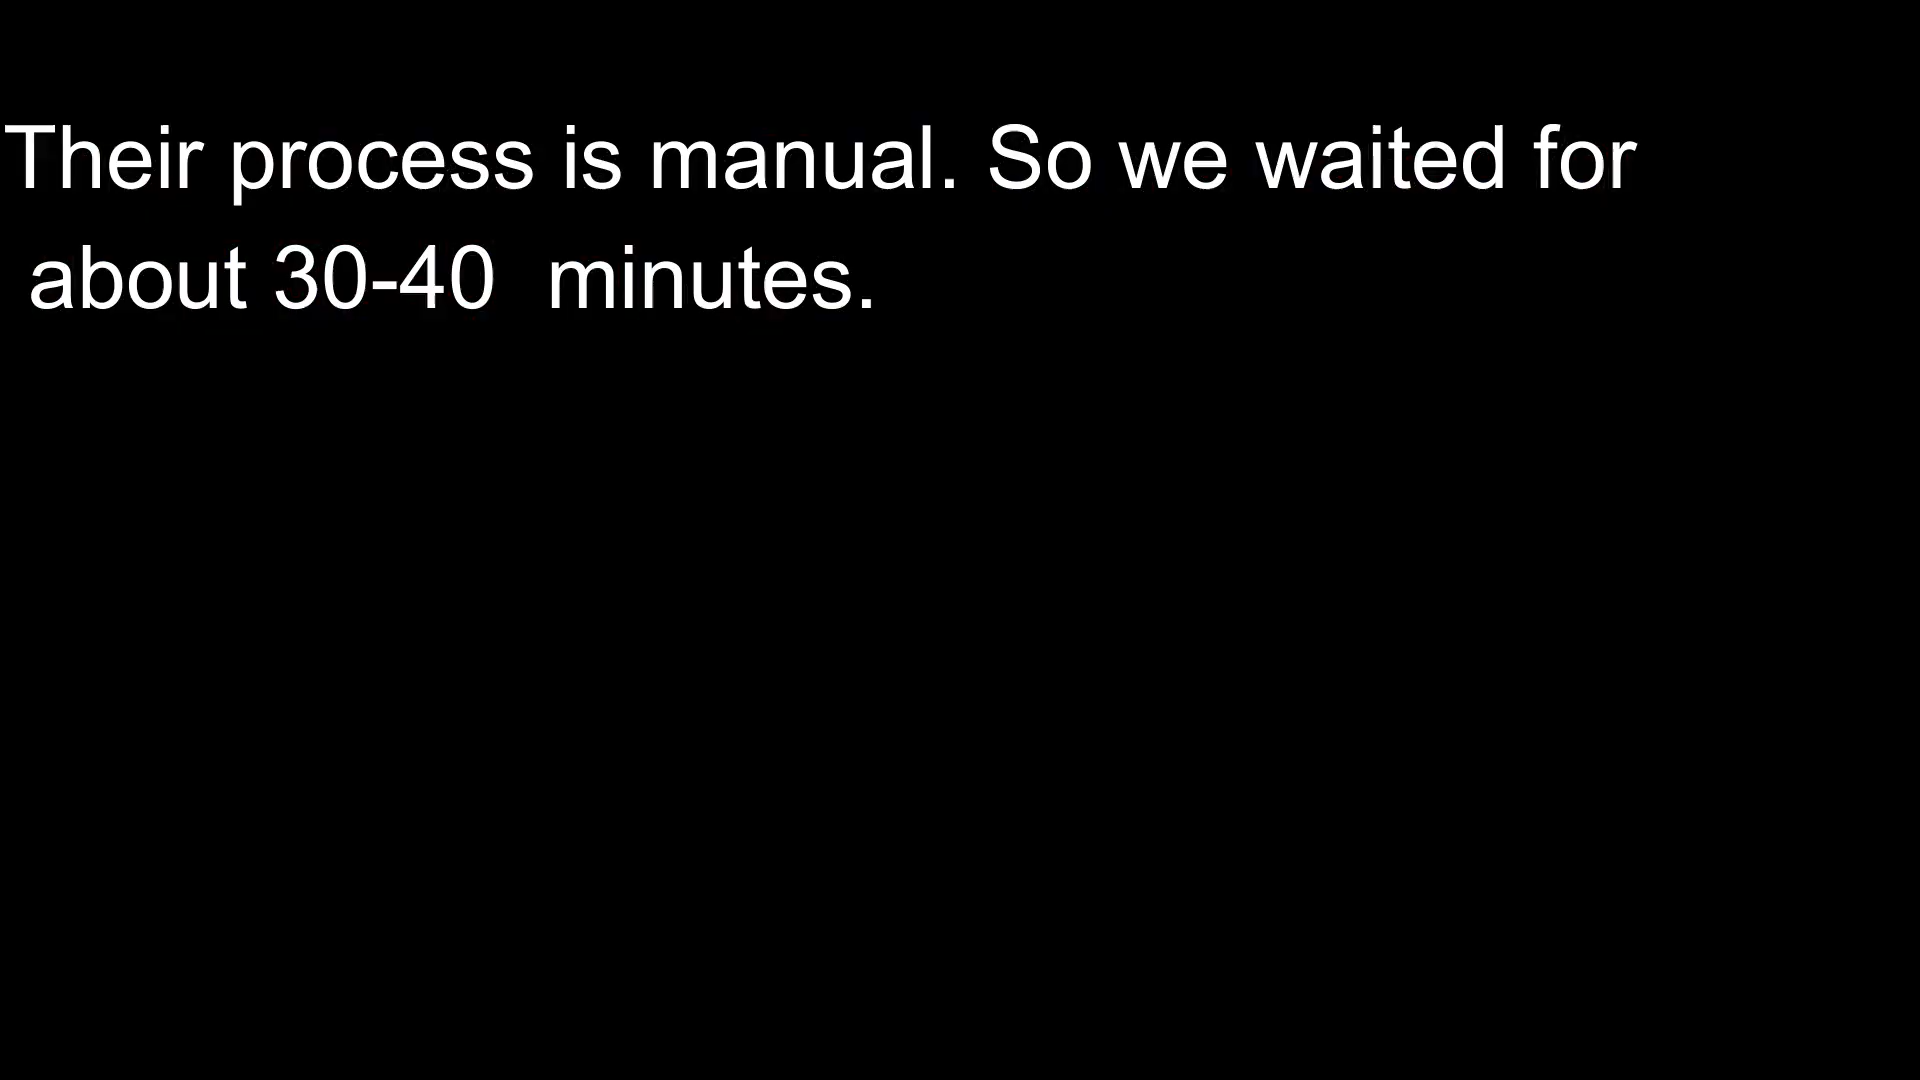 Their process is manual. So we waited for
about 30-40  minutes.